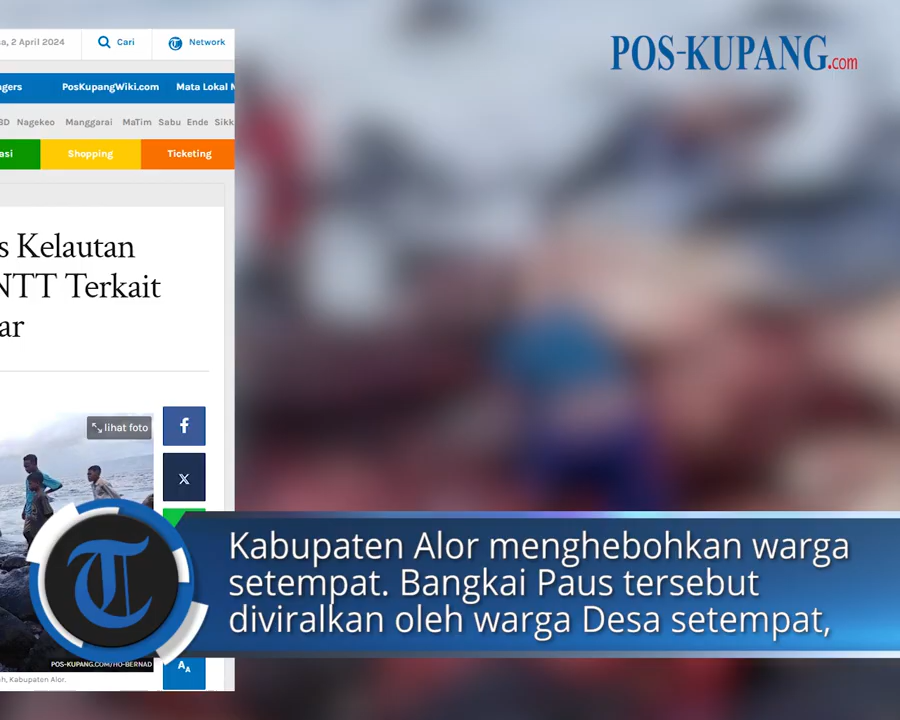 a, 2 April 2024
Cari
Network
POS-KUPANG.com
agers
PosKupangWiki.com
Mata Lokal
BD Nagekeo Manggarai MaTim Sabu Ende Sikk
asi
Shopping
Ticketing
s Kelautan
NTT Terkait
ar
lihat foto
f
X
Kabupaten Alor menghebohkan warga
setempat. Bangkai Paus tersebut
diviralkan oleh warga Desa setempat,
T
POS-KUPANG.COM/HO-BERNAD
AA
h, Kabupaten Alor.